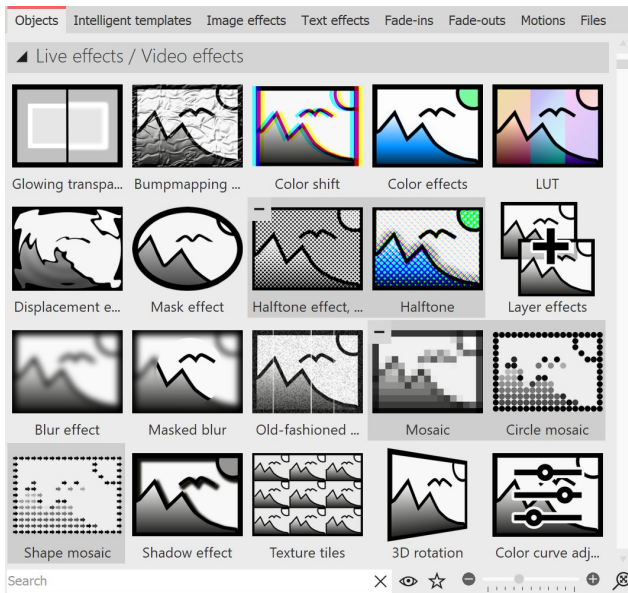 Objects Intelligent templates Image effects Text effects Fade-ins Fade-outs Motions Files
Live effects / Video effects
Glowing transpa... Bumpmapping ... Color shift Color effects LUT
Displacement e... Mask effect Halftone effect, ... Halftone Layer effects
Blur effect Masked blur Old-fashioned ... Mosaic Circle mosaic
Shape mosaic Shadow effect Texture tiles 3D rotation Color curve adj...
Search